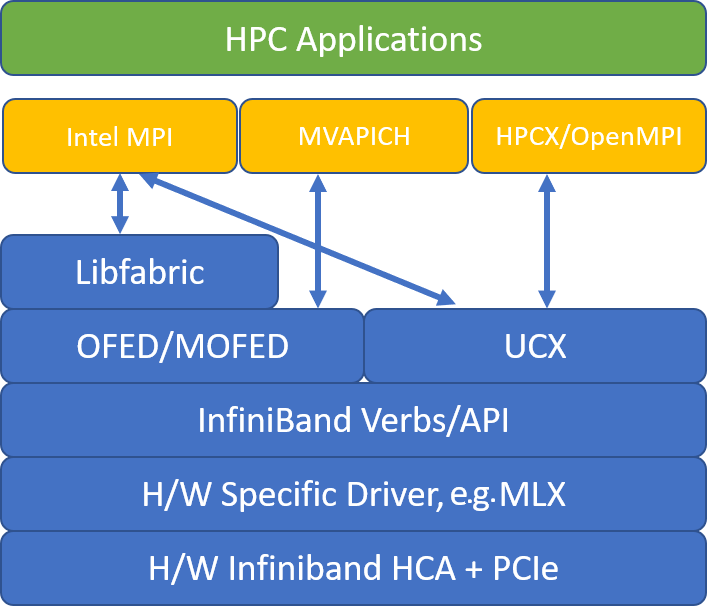 HPC Applications
Intel MPI
MVAPICH
HPCX/OpenMPI
Libfabric
OFED/MOFED
UCX
InfiniBand Verbs/API
H/W Specific Driver, e.g. MLX
H/W Infiniband HCA + PCIe